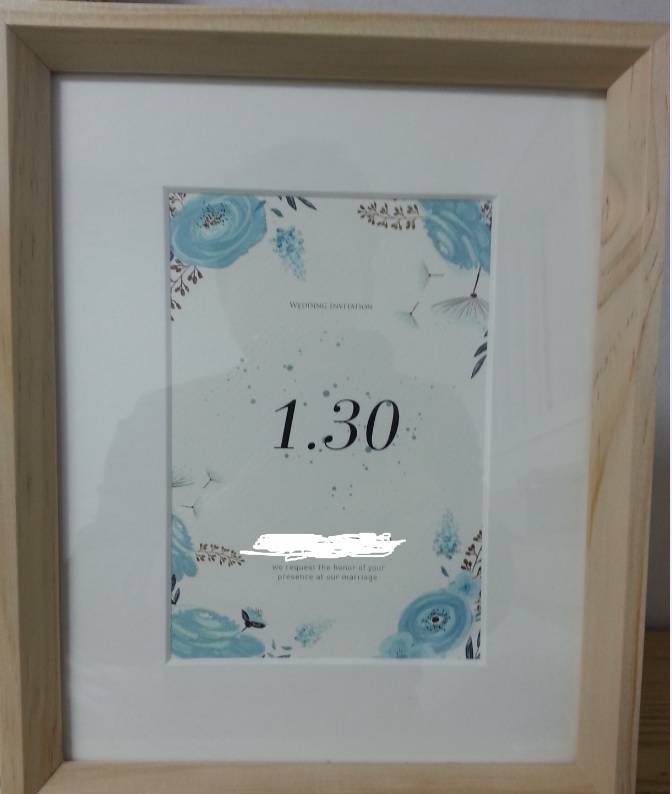 WEDDING INVITATION
1.30
we request the honor of your
presence at our marriage.